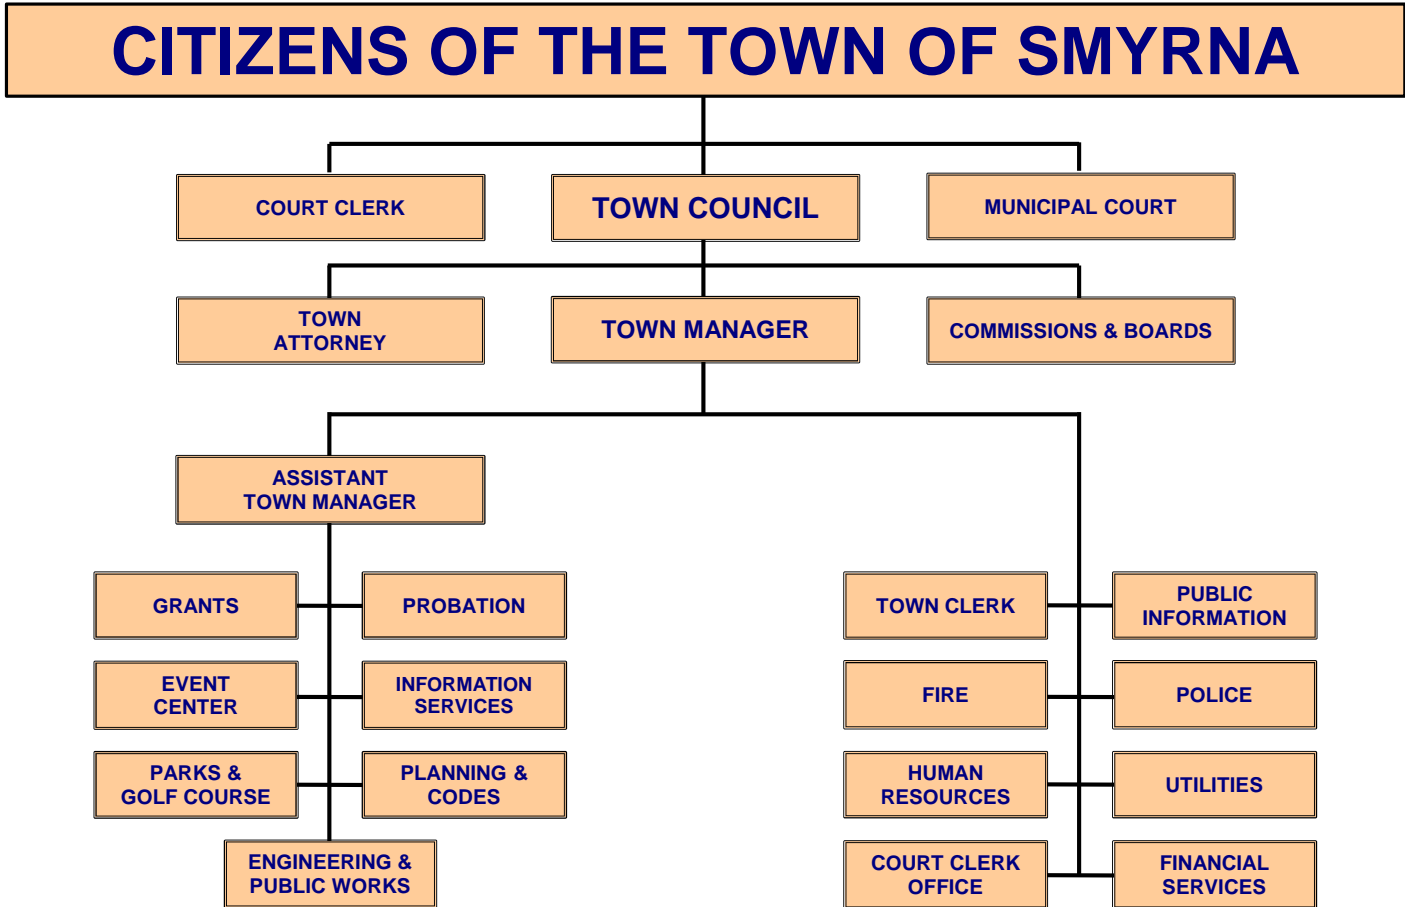 CITIZENS OF THE TOWN OF SMYRNA
COURT CLERK
TOWN COUNCIL
MUNICIPAL COURT
TOWN
ATTORNEY
TOWN MANAGER
COMMISSIONS & BOARDS
ASSISTANT
TOWN MANAGER
GRANTS
PROBATION
TOWN CLERK
PUBLIC
INFORMATION
EVENT
CENTER
INFORMATION
SERVICES
FIRE
POLICE
PARKS &
GOLF COURSE
PLANNING &
CODES
HUMAN
RESOURCES
UTILITIES
ENGINEERING &
PUBLIC WORKS
COURT CLERK
OFFICE
FINANCIAL
SERVICES